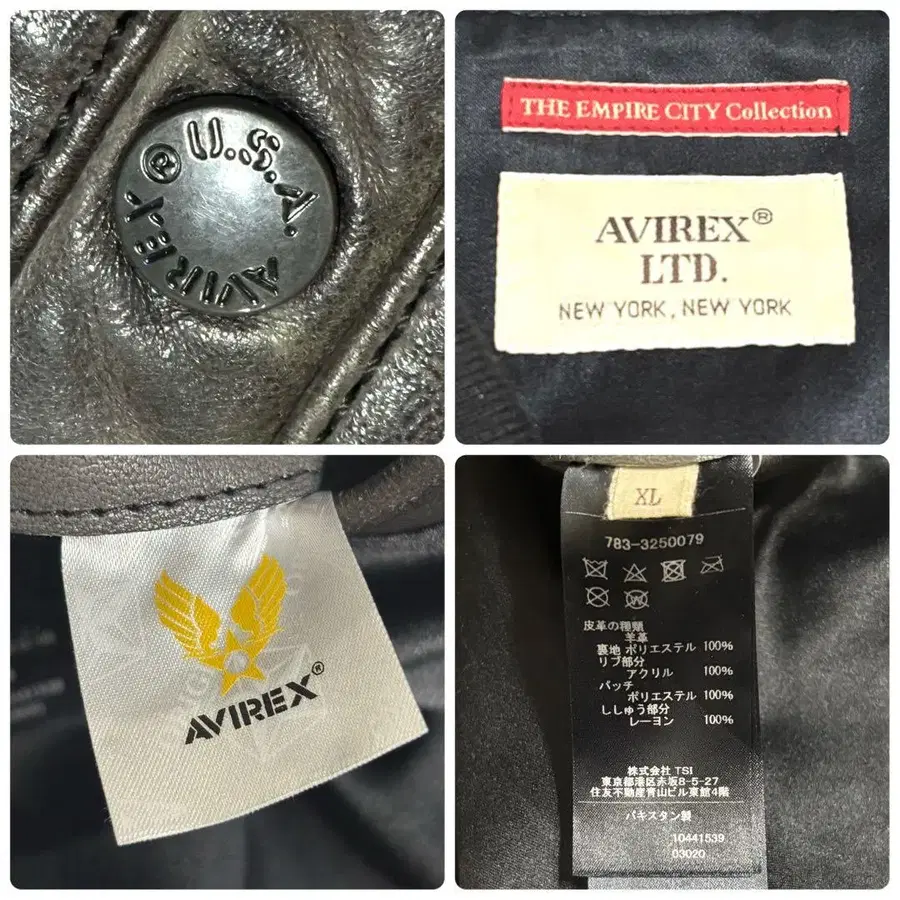 AVIREX® U.S.A.
THE EMPIRE CITY Collection
AVIREX®
LTD.
NEW YORK, NEW YORK
AVIREX®
XL
783-3250079
W
皮革の種類
羊革
裏地 ポリエステル 100%
リブ部分
アクリル 100%
パッチ
ポリエステル 100%
ししゅう部分
レーヨン 100%
株式会社 TSI
東京都港区赤坂8-5-27
住友不動産青山ビル東館4階
パキスタン製
10441539
03020